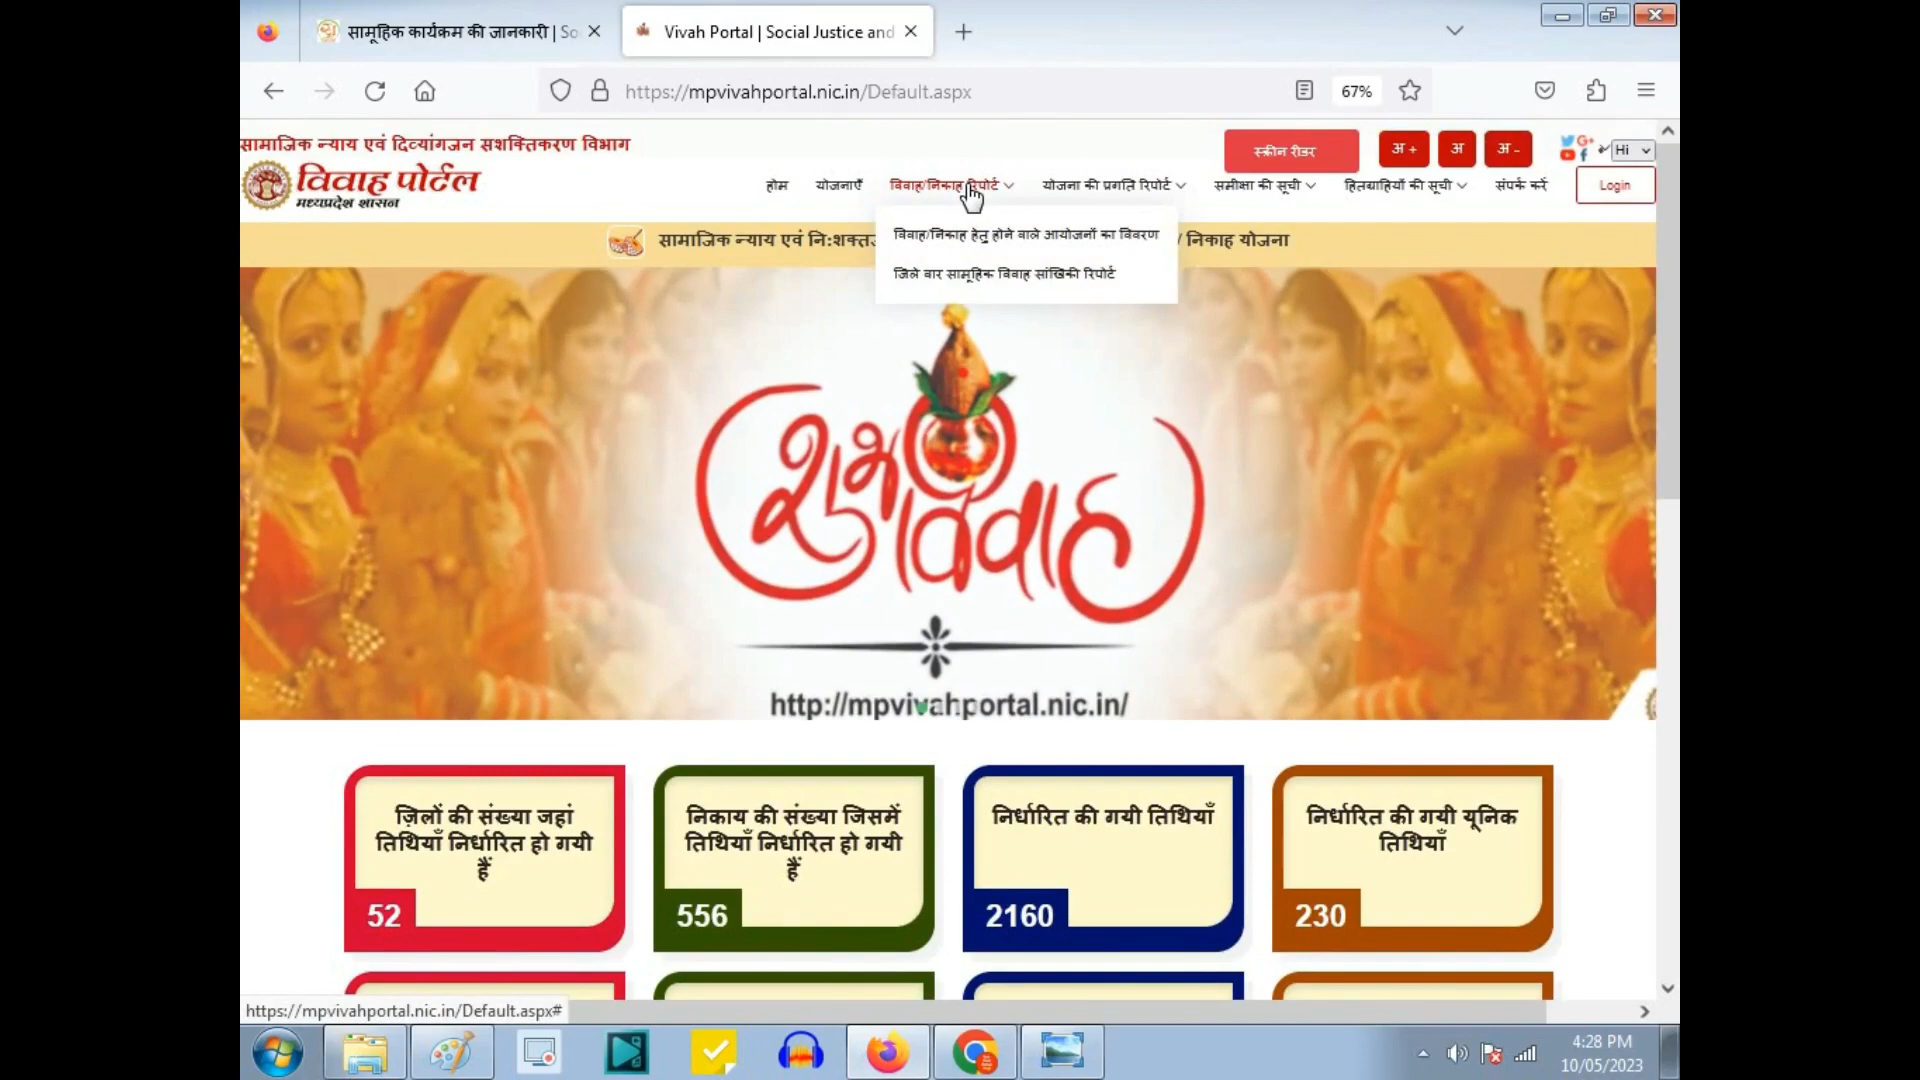 सामूहिक कार्यक्रम की जानकारी | So
Vivah Portal | Social Justice and
https://mpvivahportal.nic.in/Default.aspx
67%
सामाजिक न्याय एवं दिव्यांगजन सशक्तिकरण विभाग
स्क्रीन रीडर
अ +
अ
अ -
Hi
विवाह पोर्टल
मध्यप्रदेश शासन
होम
योजनाएँ
विवाह/निकाह रिपोर्ट
योजना की प्रगति रिपोर्ट
समीक्षा की सूची
हितग्राहियों की सूची
संपर्क करें
Login
विवाह/निकाह हेतु होने वाले आयोजनों का विवरण
जिले वार सामूहिक विवाह सांखिकी रिपोर्ट
सामाजिक न्याय एवं नि:शक्तज
/ निकाह योजना
शुभ विवाह
http://mpvivahportal.nic.in/
ज़िलों की संख्या जहां तिथियाँ निर्धारित हो गयी हैं
52
निकाय की संख्या जिसमें तिथियाँ निर्धारित हो गयी हैं
556
निर्धारित की गयी तिथियाँ
2160
निर्धारित की गयी यूनिक तिथियाँ
230
https://mpvivahportal.nic.in/Default.aspx#
4:28 PM
10/05/2023